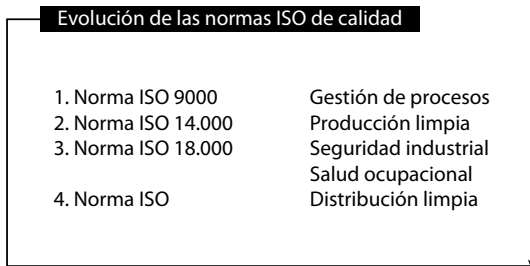 Evolución de las normas ISO de calidad
1. Norma ISO 9000 Gestión de procesos
2. Norma ISO 14.000 Producción limpia
3. Norma ISO 18.000 Seguridad industrial
Salud ocupacional
4. Norma ISO Distribución limpia